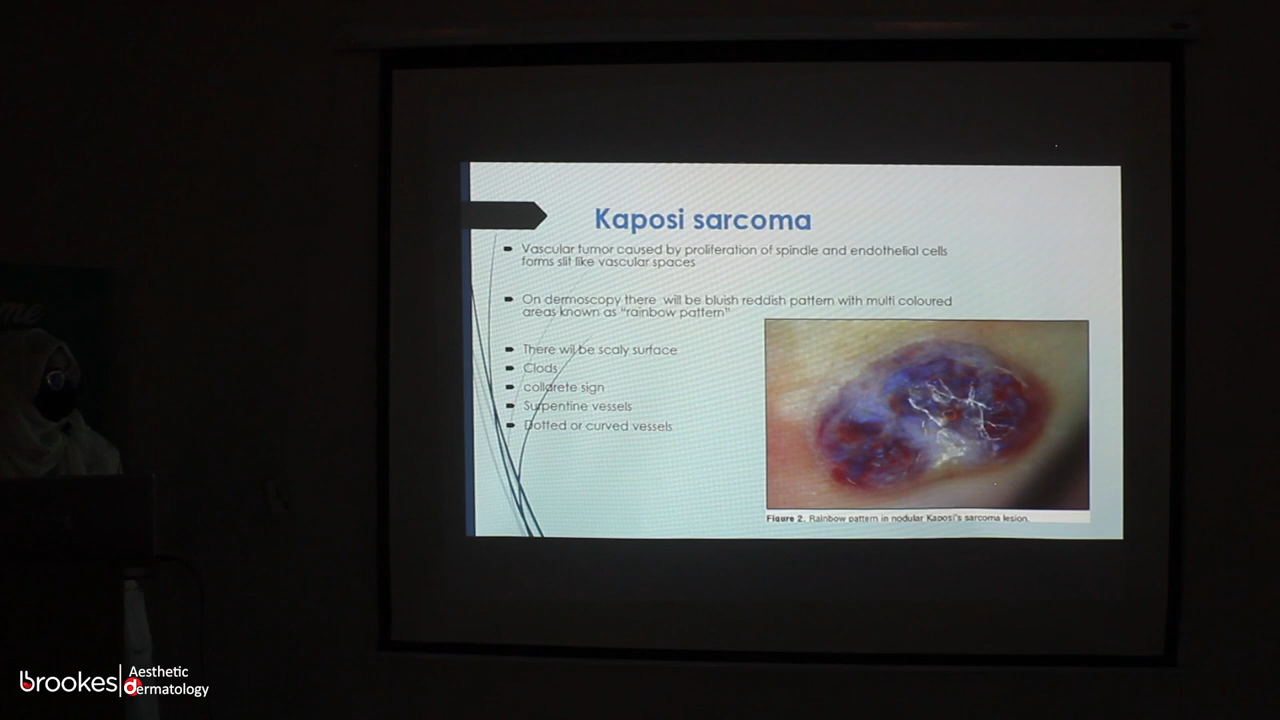 Kaposi sarcoma
Vascular tumor caused by proliferation of spindle and endothelial cells
forms slit like vascular spaces
On dermoscopy there will be bluish reddish pattern with multi coloured
areas known as "rainbow pattern"
There wil be scaly surface
Clods
collarete sign
Surpentine vessels
Dotted or curved vessels
Figure 2. Rainbow pattern in nodular Kaposi's sarcoma lesion.
brookes Aesthetic
dermatology